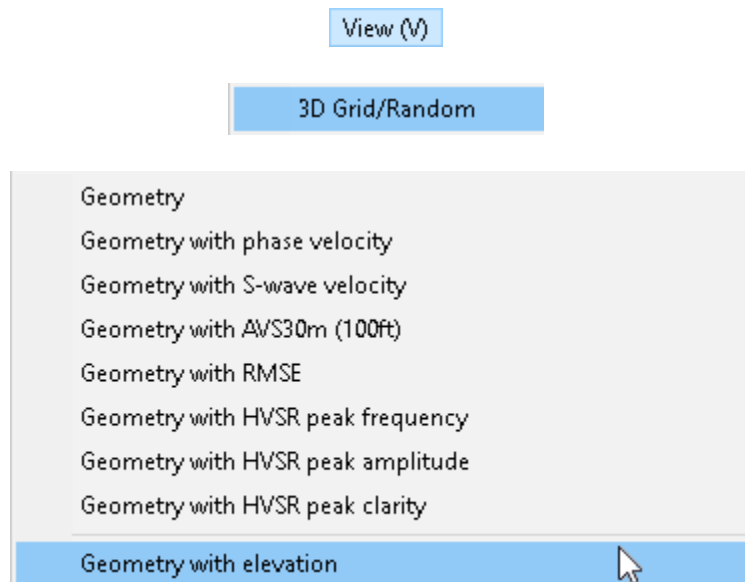 View (V)
3D Grid/Random
Geometry
Geometry with phase velocity
Geometry with S-wave velocity
Geometry with AVS30m (100ft)
Geometry with RMSE
Geometry with HVSR peak frequency
Geometry with HVSR peak amplitude
Geometry with HVSR peak clarity
Geometry with elevation